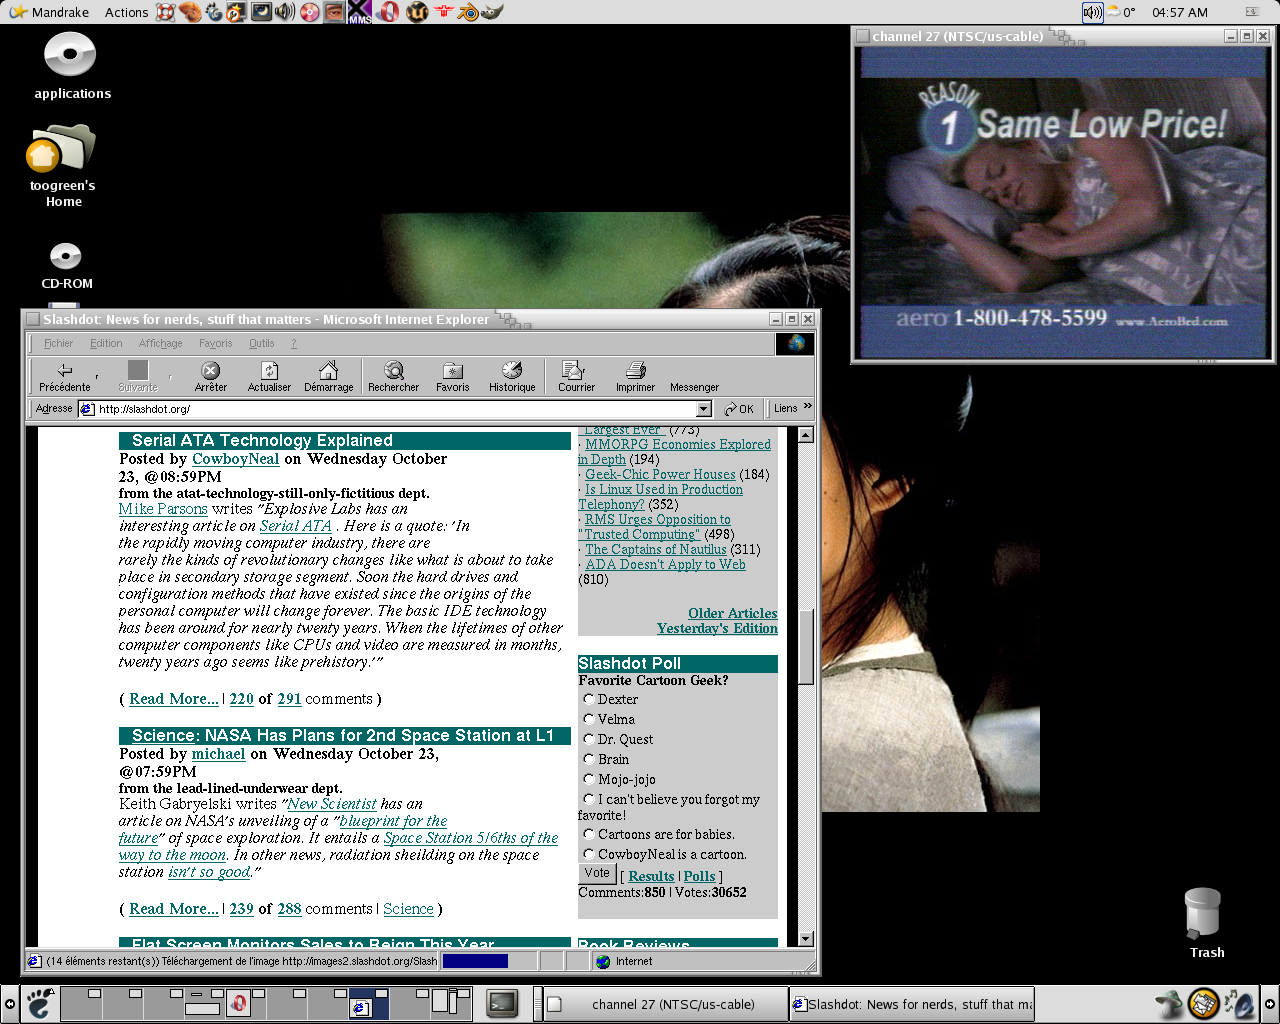 Mandrake Actions
MMS
0° 04:57 AM
applications
toogreen's
Home
CD-ROM
channel 27 (NTSC/us-cable)
REASON
1 Same Low Price!
aero 1-800-478-5599 www.AeroBed.com
Slashdot: News for nerds, stuff that matters - Microsoft Internet Explorer
Fichier Edition Affichage Favoris Outils ?
Précédente Suivante Arrêter Actualiser Démarrage Rechercher Favoris Historique Courrier Imprimer Messenger
Adresse http://slashdot.org/ OK Liens »
Serial ATA Technology Explained
Posted by CowboyNeal on Wednesday October
23, @08:59PM
from the atat-technology-still-only-fictitious dept.
Mike Parsons writes "Explosive Labs has an
interesting article on Serial ATA . Here is a quote: 'In
the rapidly moving computer industry, there are
rarely the kinds of revolutionary changes like what is about to take
place in secondary storage segment. Soon the hard drives and
configuration methods that have existed since the origins of the
personal computer will change forever. The basic IDE technology
has been around for nearly twenty years. When the lifetimes of other
computer components like CPUs and video are measured in months,
twenty years ago seems like prehistory.'"
( Read More... | 220 of 291 comments )
Science: NASA Has Plans for 2nd Space Station at L1
Posted by michael on Wednesday October 23,
@07:59PM
from the lead-lined-underwear dept.
Keith Gabryelski writes "New Scientist has an
article on NASA's unveiling of a "blueprint for the
future" of space exploration. It entails a Space Station 5/6ths of the
way to the moon. In other news, radiation sheilding on the space
station isn't so good."
( Read More... | 239 of 288 comments | Science )
Flat Screen Monitors Sales to Reign This Year
Largest Ever" (773)
· MMORPG Economies Explored
in Depth (194)
· Geek-Chic Power Houses (184)
· Is Linux Used in Production
Telephony? (352)
· RMS Urges Opposition to
"Trusted Computing" (498)
· The Captains of Nautilus (311)
· ADA Doesn't Apply to Web
(810)
Older Articles
Yesterday's Edition
Slashdot Poll
Favorite Cartoon Geek?
Dexter
Velma
Dr. Quest
Brain
Mojo-jojo
I can't believe you forgot my
favorite!
Cartoons are for babies.
CowboyNeal is a cartoon.
Vote [ Results | Polls ]
Comments:850 | Votes:30652
Book Reviews
(14 éléments restant(s)) Téléchargement de l'image http://images2.slashdot.org/Slash
Internet
Trash
channel 27 (NTSC/us-cable)
Slashdot: News for nerds, stuff that ma